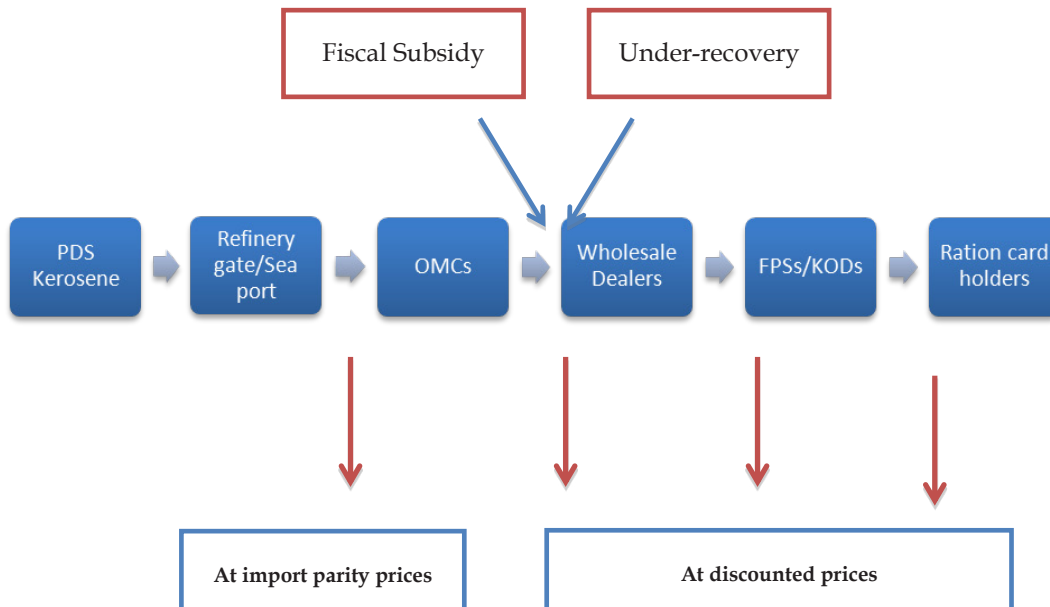 Fiscal Subsidy
Under-recovery
PDS
Kerosene
Refinery
gate/Sea
port
OMCs
Wholesale
Dealers
FPSs/KODs
Ration card
holders
At import parity prices
At discounted prices